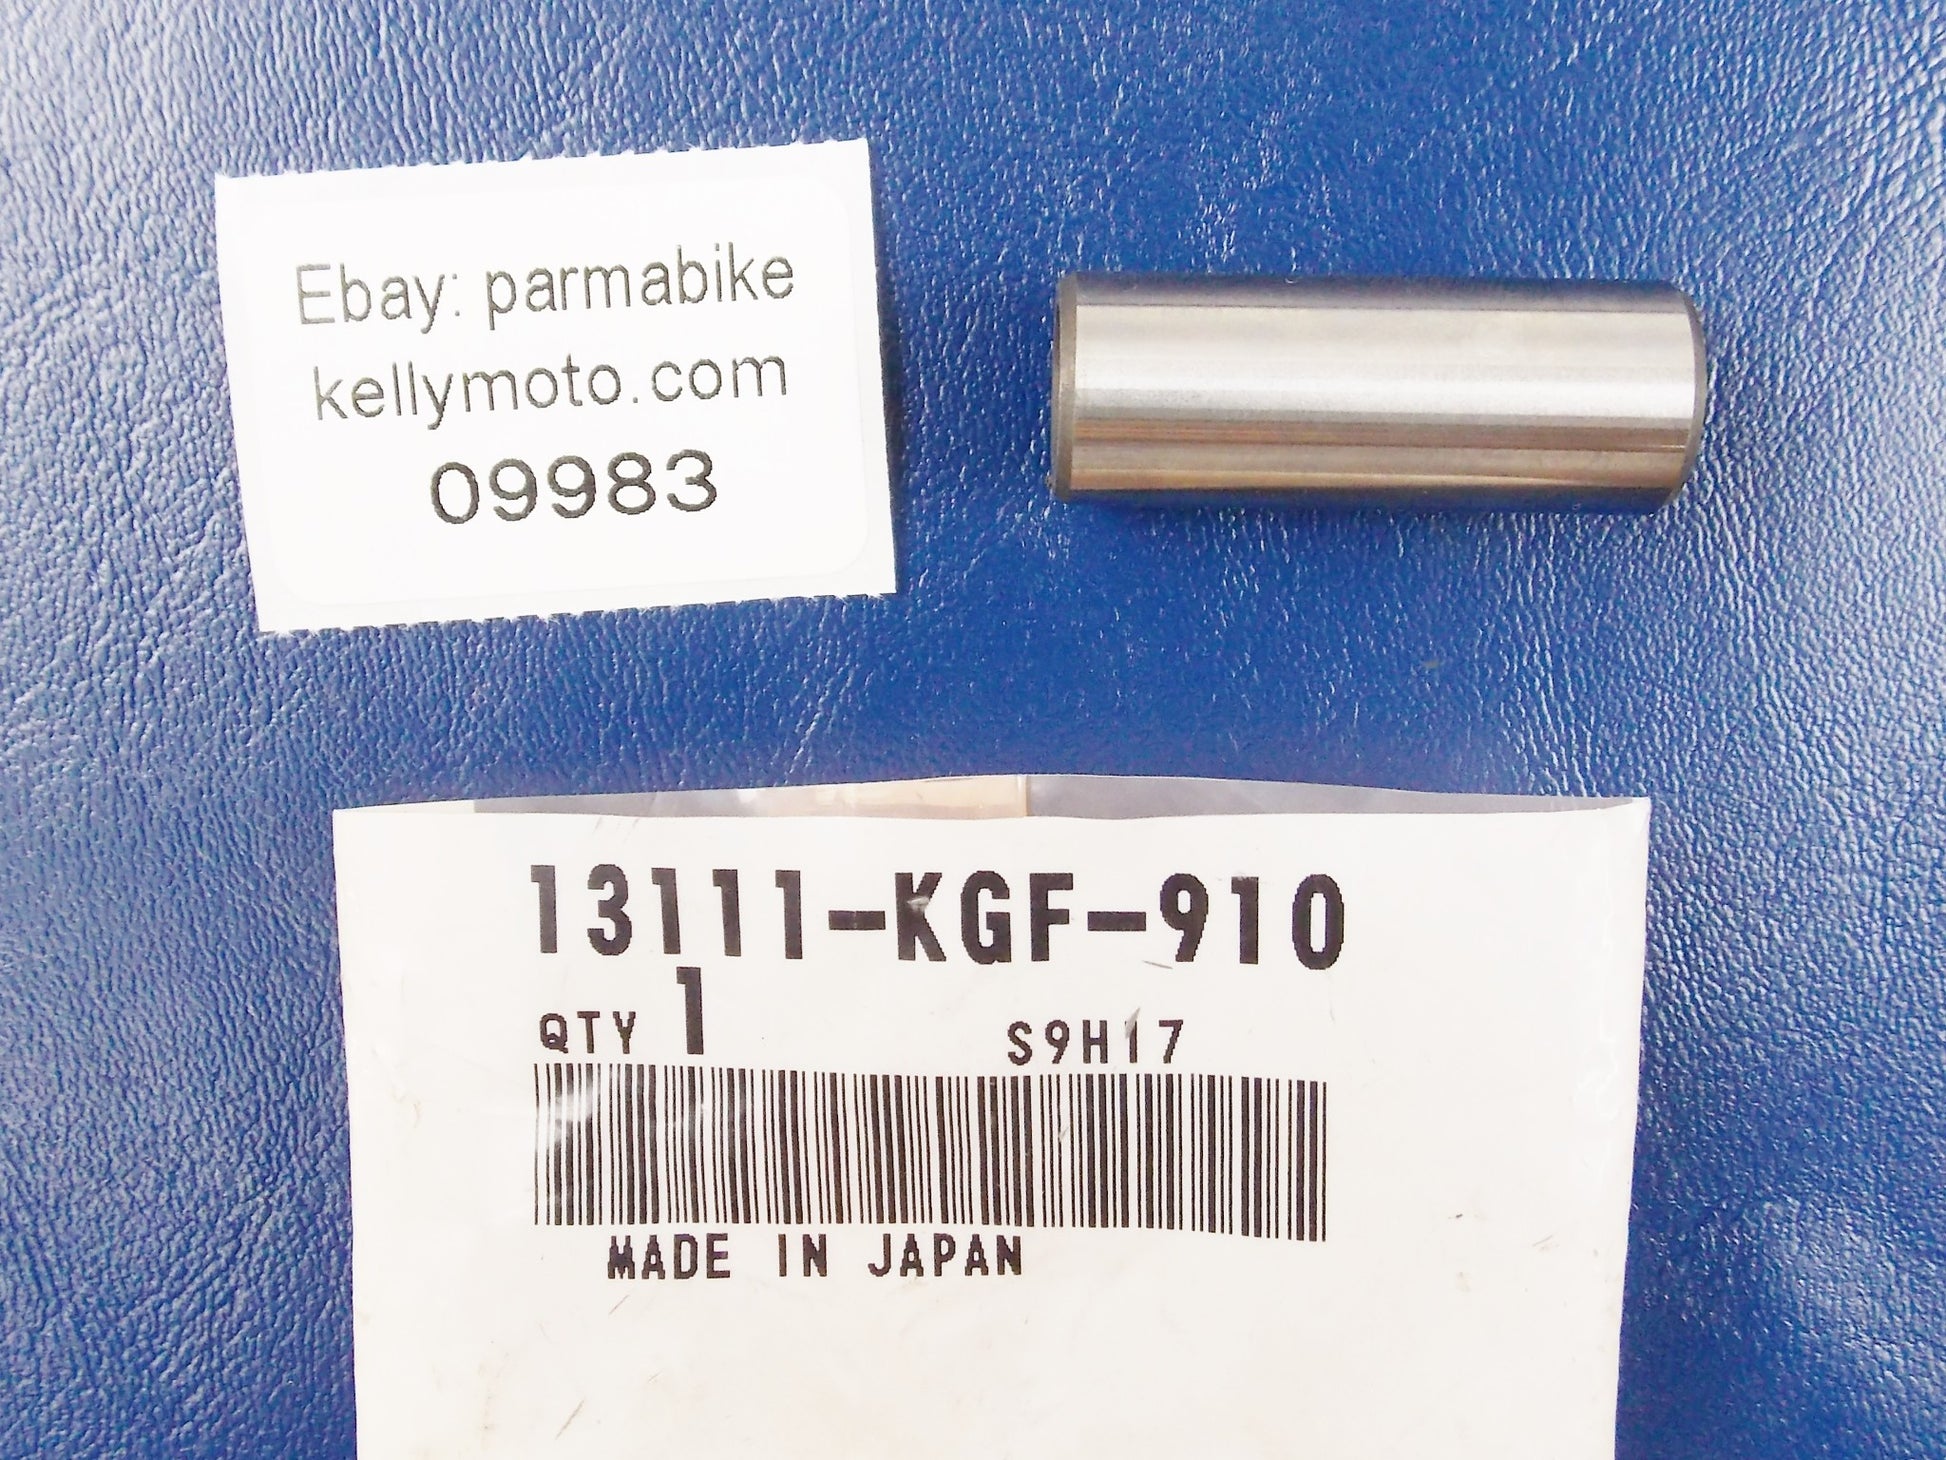 Ebay: parmabike
kellymoto.com
09983
13111-KGF-910
QTY 1 S9H17
MADE IN JAPAN